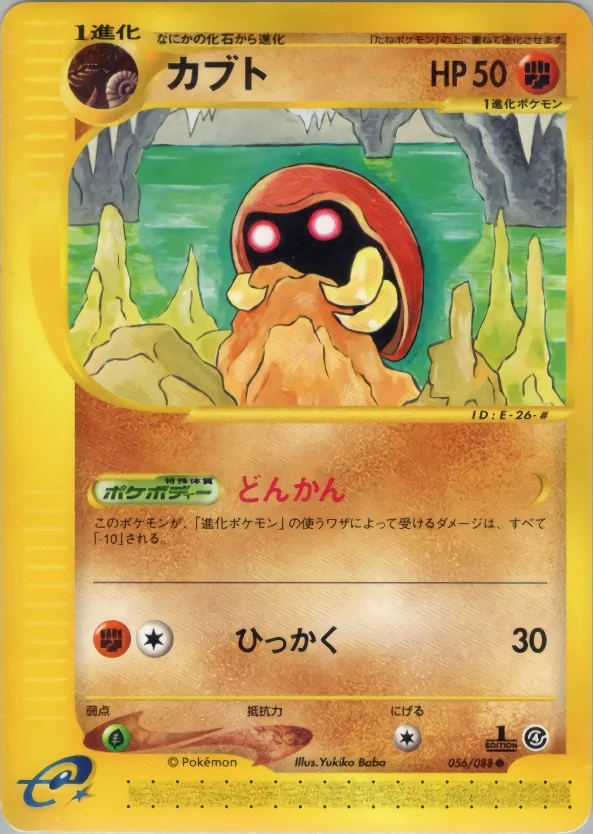 1進化
なにかの化石から進化
「たねポケモン」の上に重ねて進化させます。
カブト
HP 50
1進化ポケモン
ID : E-26-#
特殊体質
ポケボディー
どんかん
このポケモンが、「進化ポケモン」の使うワザによって受けるダメージは、すべて
「-10」される。
ひっかく
30
弱点
抵抗力
にげる
1
EDITION
© Pokémon
Illus.Yukiko Baba
056/088
e